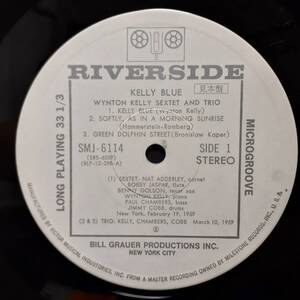 RIVERSIDE
KELLY BLUE
見本盤
WYNTON KELLY SEXTET AND TRIO
1. KELLY BLUE (Wynton Kelly)
2. SOFTLY, AS IN A MORNING SUNRISE
(Hammerstein-Romberg)
3. GREEN DOLPHIN STREET (Bronislaw Kaper)
LONG PLAYING 33 1/3
MICROGROOVE
SMJ-6114
SIDE 1
STEREO
(1) SEXTET: NAT ADDERLEY, cornet
BOBBY JASPAR, flute
BENNY GOLSON, tenor sax
WYNTON KELLY, piano
PAUL CHAMBERS, bass
JIMMY COBB, drums
New York, February 19, 1959
(2 & 3) TRIO: KELLY, CHAMBERS, COBB March 10, 1959
BILL GRAUER PRODUCTIONS INC.
NEW YORK CITY